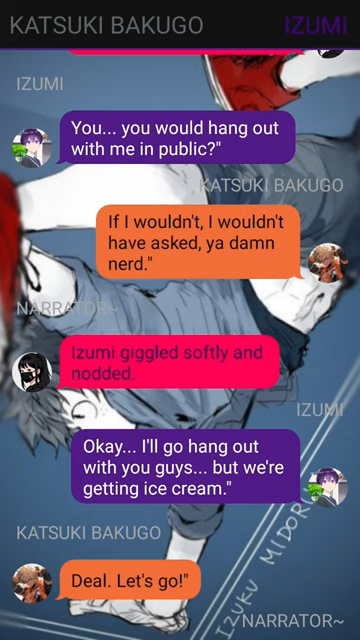 KATSUKI BAKUGO IZUMI
IZUMI
You... you would hang out
with me in public?"
KATSUKI BAKUGO
If I wouldn't, I wouldn't
have asked, ya damn
nerd."
NARRATOR~
Izumi giggled softly and
nodded.
IZUMI
Okay... I'll go hang out
with you guys... but we're
getting ice cream."
KATSUKI BAKUGO
Deal. Let's go!"
IZUKU MIDORI
NARRATOR~